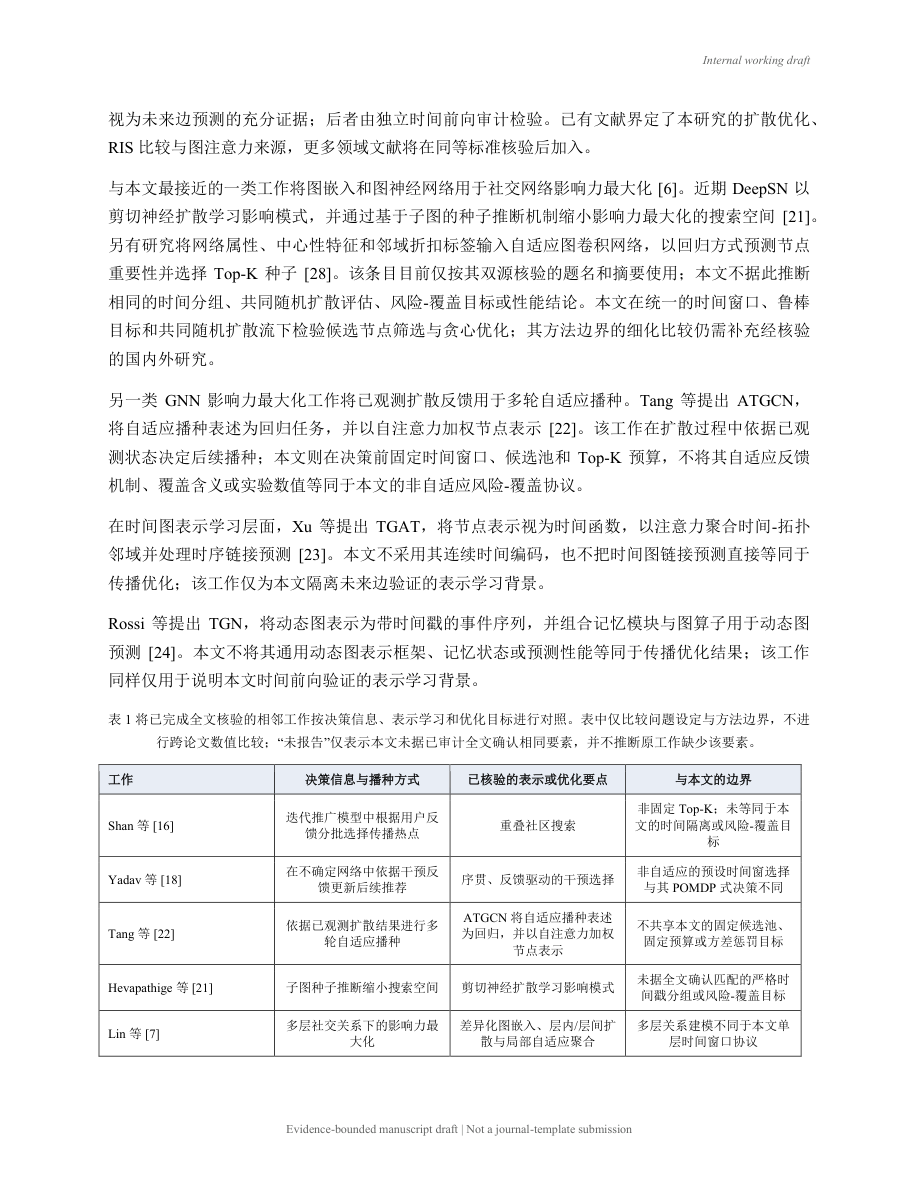 Internal working draft
视为未来边预测的充分证据；后者由独立时间前向审计检验。已有文献界定了本研究的扩散优化、
RIS 比较与图注意力来源，更多领域文献将在同等标准核验后加入。
与本文最接近的一类工作将图嵌入和图神经网络用于社交网络影响力最大化 [6]。近期 DeepSN 以
剪切神经扩散学习影响模式，并通过基于子图的种子推断机制缩小影响力最大化的搜索空间 [21]。
另有研究将网络属性、中心性特征和邻域折扣标签输入自适应图卷积网络，以回归方式预测节点
重要性并选择 Top-K 种子 [28]。该条目目前仅按其双源核验的题名和摘要使用；本文不据此推断
相同的时间分组、共同随机扩散评估、风险-覆盖目标或性能结论。本文在统一的时间窗口、鲁棒
目标和共同随机扩散流下检验候选节点筛选与贪心优化；其方法边界的细化比较仍需补充经核验
的国内外研究。
另一类 GNN 影响力最大化工作将已观测扩散反馈用于多轮自适应播种。Tang 等提出 ATGCN，
将自适应播种表述为回归任务，并以自注意力加权节点表示 [22]。该工作在扩散过程中依据已观
测状态决定后续播种；本文则在决策前固定时间窗口、候选池和 Top-K 预算，不将其自适应反馈
机制、覆盖含义或实验数值等同于本文的非自适应风险-覆盖协议。
在时间图表示学习层面，Xu 等提出 TGAT，将节点表示视为时间函数，以注意力聚合时间-拓扑
邻域并处理时序链接预测 [23]。本文不采用其连续时间编码，也不把时间图链接预测直接等同于
传播优化；该工作仅为本文隔离未来边验证的表示学习背景。
Rossi 等提出 TGN，将动态图表示为带时间戳的事件序列，并组合记忆模块与图算子用于动态图
预测 [24]。本文不将其通用动态图表示框架、记忆状态或预测性能等同于传播优化结果；该工作
同样仅用于说明本文时间前向验证的表示学习背景。
表 1 将已完成全文核验的相邻工作按决策信息、表示学习和优化目标进行对照。表中仅比较问题设定与方法边界，不进
行跨论文数值比较；“未报告”仅表示本文未据已审计全文确认相同要素，并不推断原工作缺少该要素。
工作 决策信息与播种方式 已核验的表示或优化要点 与本文的边界
Shan 等 [16]
迭代推广模型中根据用户反
馈分批选择传播热点
重叠社区搜索
非固定 Top-K；未等同于本
文的时间隔离或风险-覆盖目
标
Yadav 等 [18]
在不确定网络中依据干预反
馈更新后续推荐
序贯、反馈驱动的干预选择
非自适应的预设时间窗选择
与其 POMDP 式决策不同
Tang 等 [22]
依据已观测扩散结果进行多
轮自适应播种
ATGCN 将自适应播种表述
为回归，并以自注意力加权
节点表示
不共享本文的固定候选池、
固定预算或方差惩罚目标
Hevapathige 等 [21]
子图种子推断缩小搜索空间
剪切神经扩散学习影响模式
未据全文确认匹配的严格时
间戳分组或风险-覆盖目标
Lin 等 [7]
多层社交关系下的影响力最
大化
差异化图嵌入、层内/层间扩
散与局部自适应聚合
多层关系建模不同于本文单
层时间窗口协议
Evidence-bounded manuscript draft | Not a journal-template submission